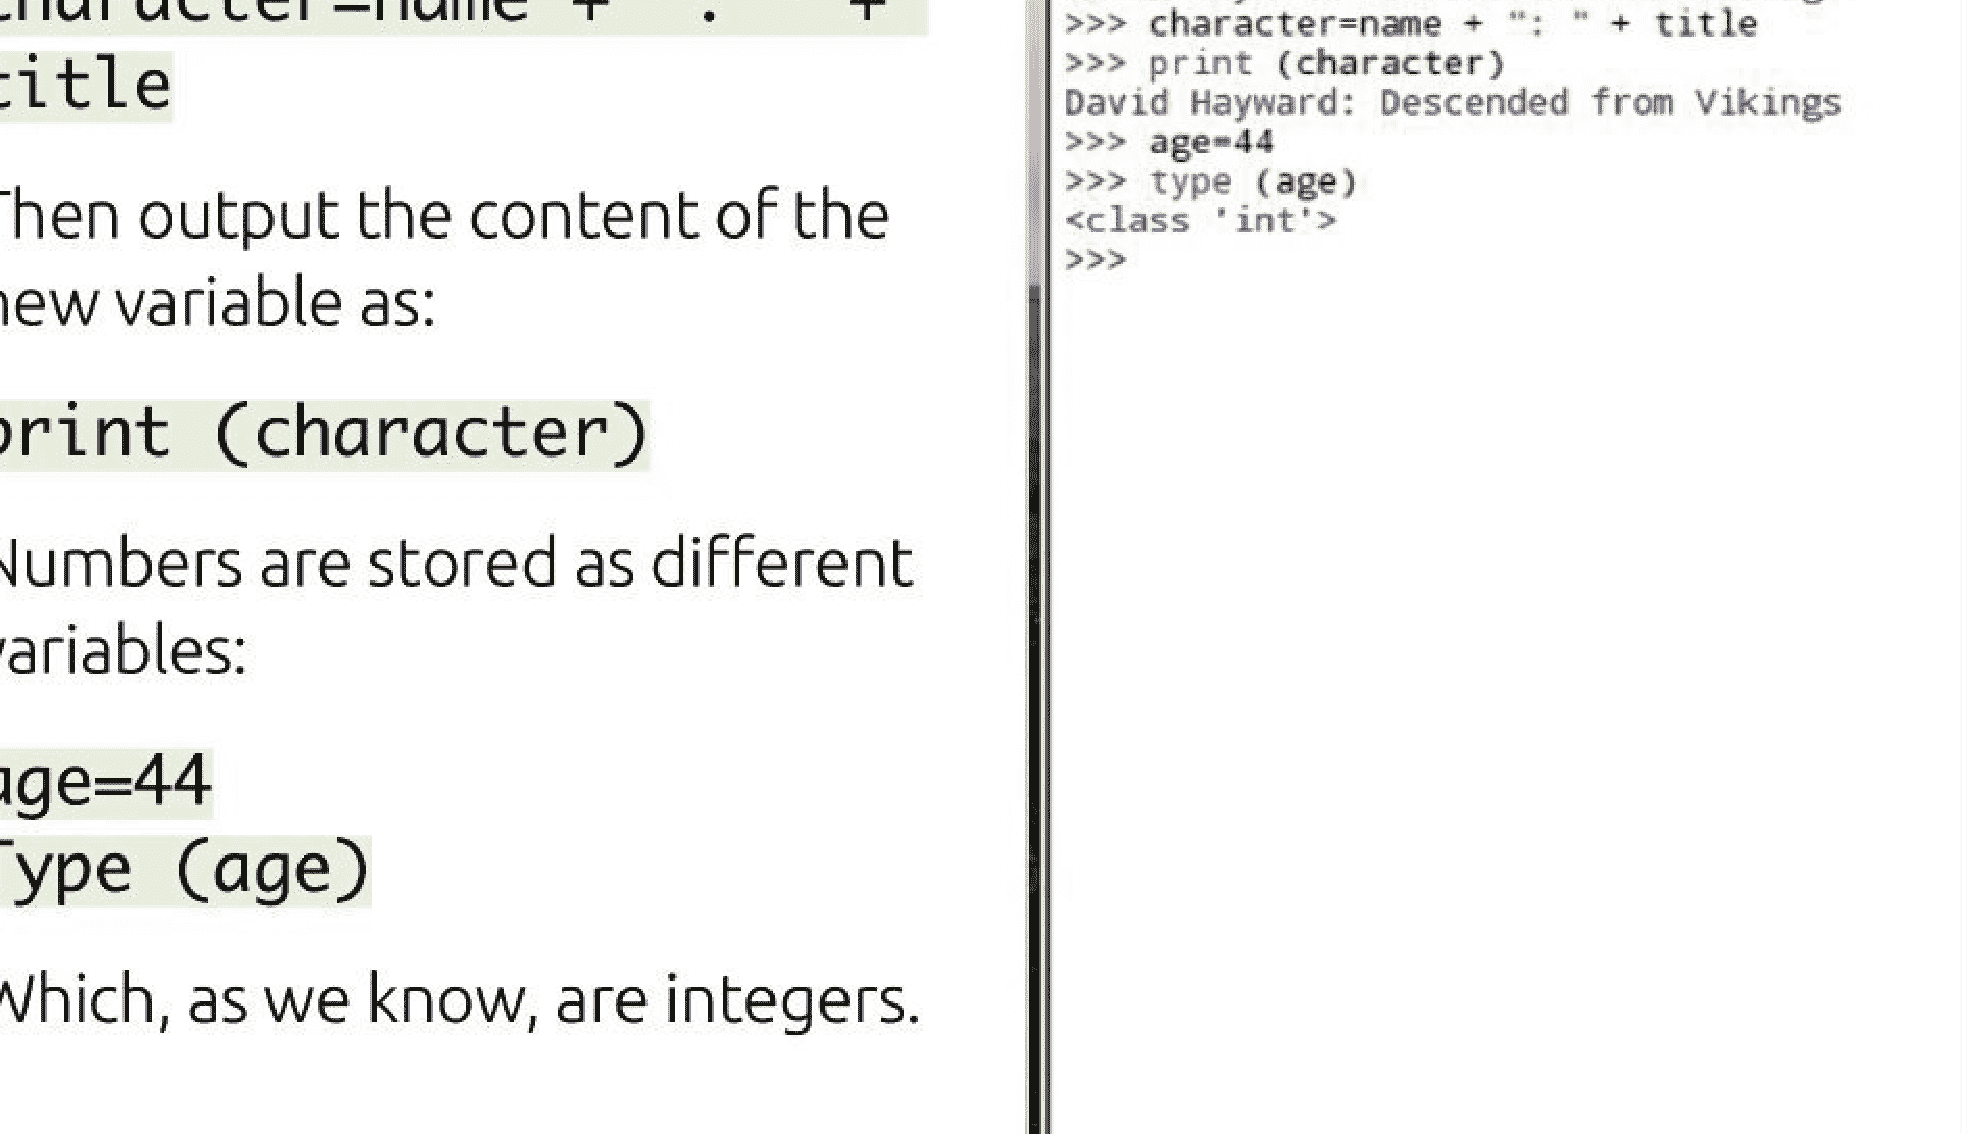 character=name + ": " +
title
Then output the content of the
new variable as:
print (character)
Numbers are stored as different
variables:
age=44
Type (age)
Which, as we know, are integers.
>>> character=name + ": " + title
>>> print (character)
David Hayward: Descended from Vikings
>>> age=44
>>> type (age)
<class 'int'>
>>>